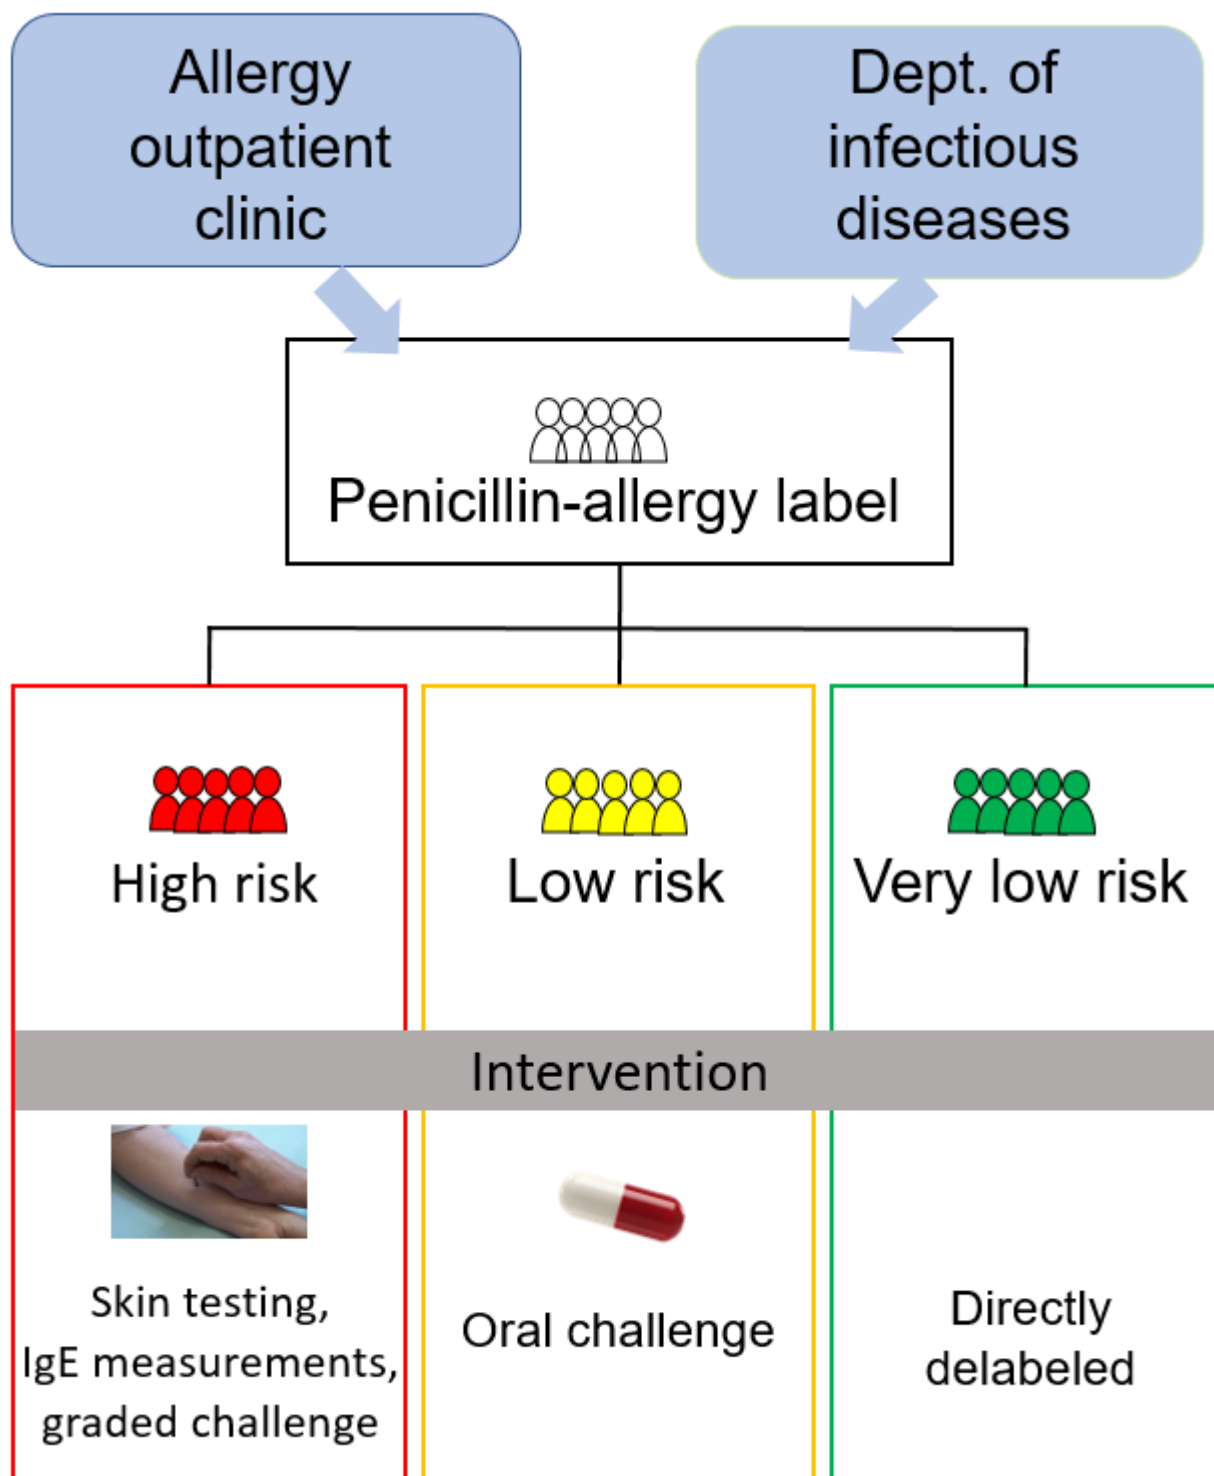 Allergy
outpatient
clinic
Dept. of
infectious
diseases
Penicillin-allergy label
High risk
Low risk
Very low risk
Intervention
Skin testing,
IgE measurements,
graded challenge
Oral challenge
Directly
delabeled